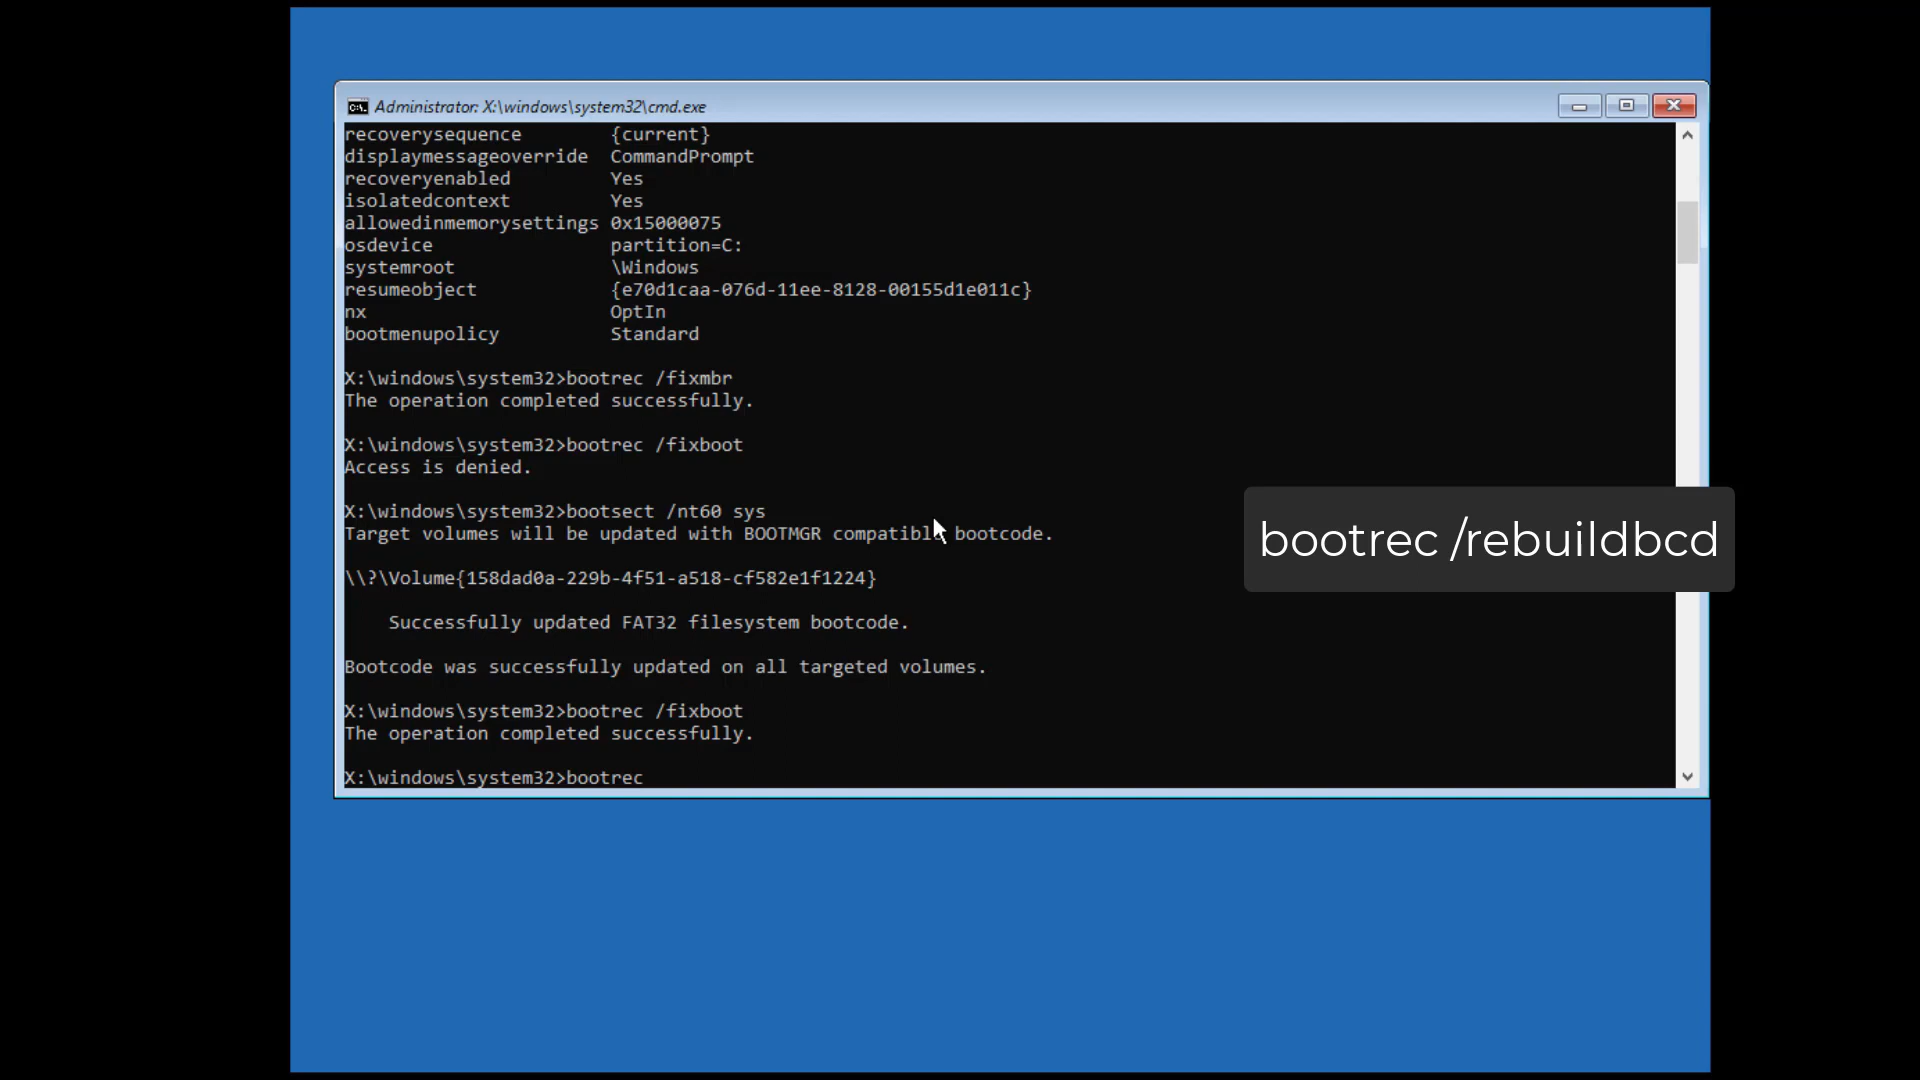 Administrator: X:\windows\system32\cmd.exe
recoverysequence        {current}
displaymessageoverride  CommandPrompt
recoveryenabled         Yes
isolatedcontext         Yes
allowedinmemorysettings 0x15000075
osdevice                partition=C:
systemroot              \Windows
resumeobject            {e70d1caa-076d-11ee-8128-00155d1e011c}
nx                      OptIn
bootmenupolicy          Standard
X:\windows\system32>bootrec /fixmbr
The operation completed successfully.
X:\windows\system32>bootrec /fixboot
Access is denied.
X:\windows\system32>bootsect /nt60 sys
Target volumes will be updated with BOOTMGR compatible bootcode.
\\?\Volume{158dad0a-229b-4f51-a518-cf582e1f1224}
Successfully updated FAT32 filesystem bootcode.
Bootcode was successfully updated on all targeted volumes.
X:\windows\system32>bootrec /fixboot
The operation completed successfully.
X:\windows\system32>bootrec
bootrec /rebuildbcd